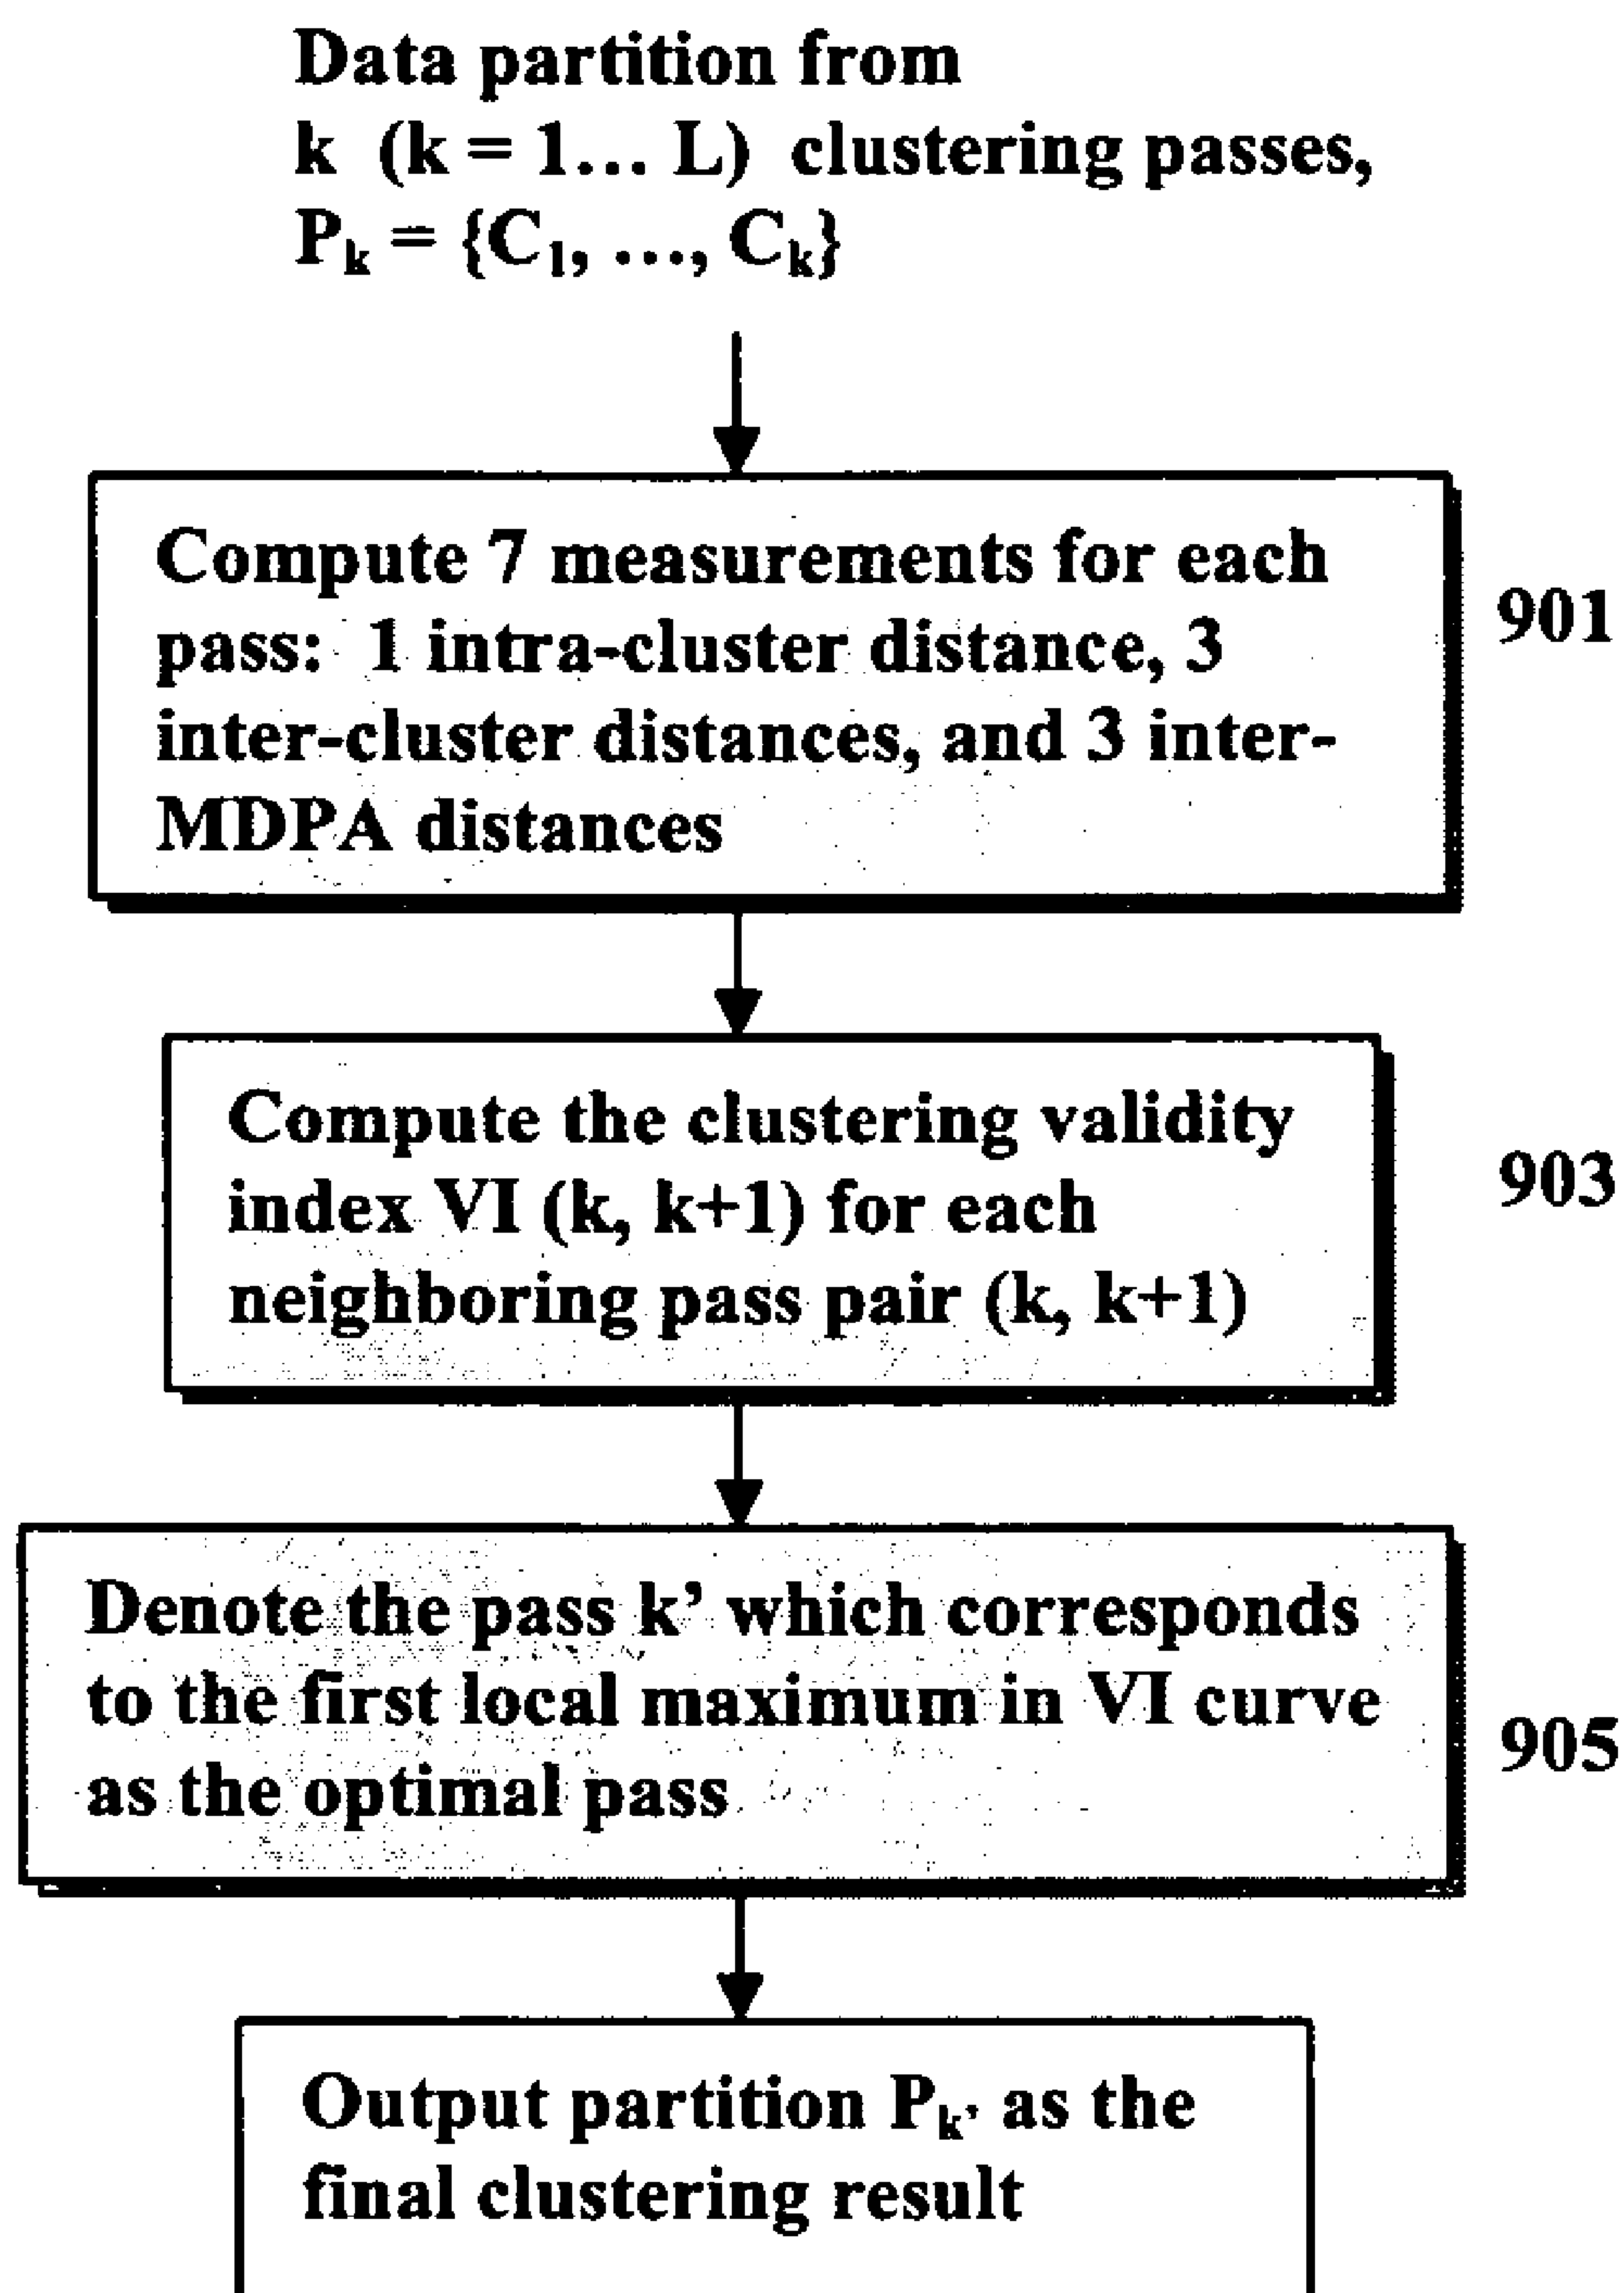 Data partition from
k (k = 1... L) clustering passes,
Pk = {C1, ..., Ck}
Compute 7 measurements for each
pass: 1 intra-cluster distance, 3
inter-cluster distances, and 3 inter-
MDPA distances
901
Compute the clustering validity
index VI (k, k+1) for each
neighboring pass pair (k, k+1)
903
Denote the pass k’ which corresponds
to the first local maximum in VI curve
as the optimal pass
905
Output partition Pk’ as the
final clustering result